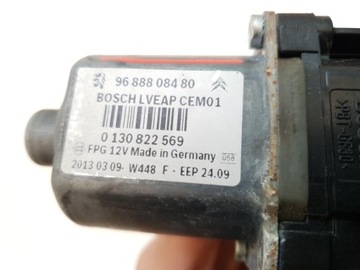 96 888 084 80
BOSCH LVEAP CEM01
0 130 822 569
FPG 12V Made in Germany
2013 03 09- W448 F - EEP 24.09